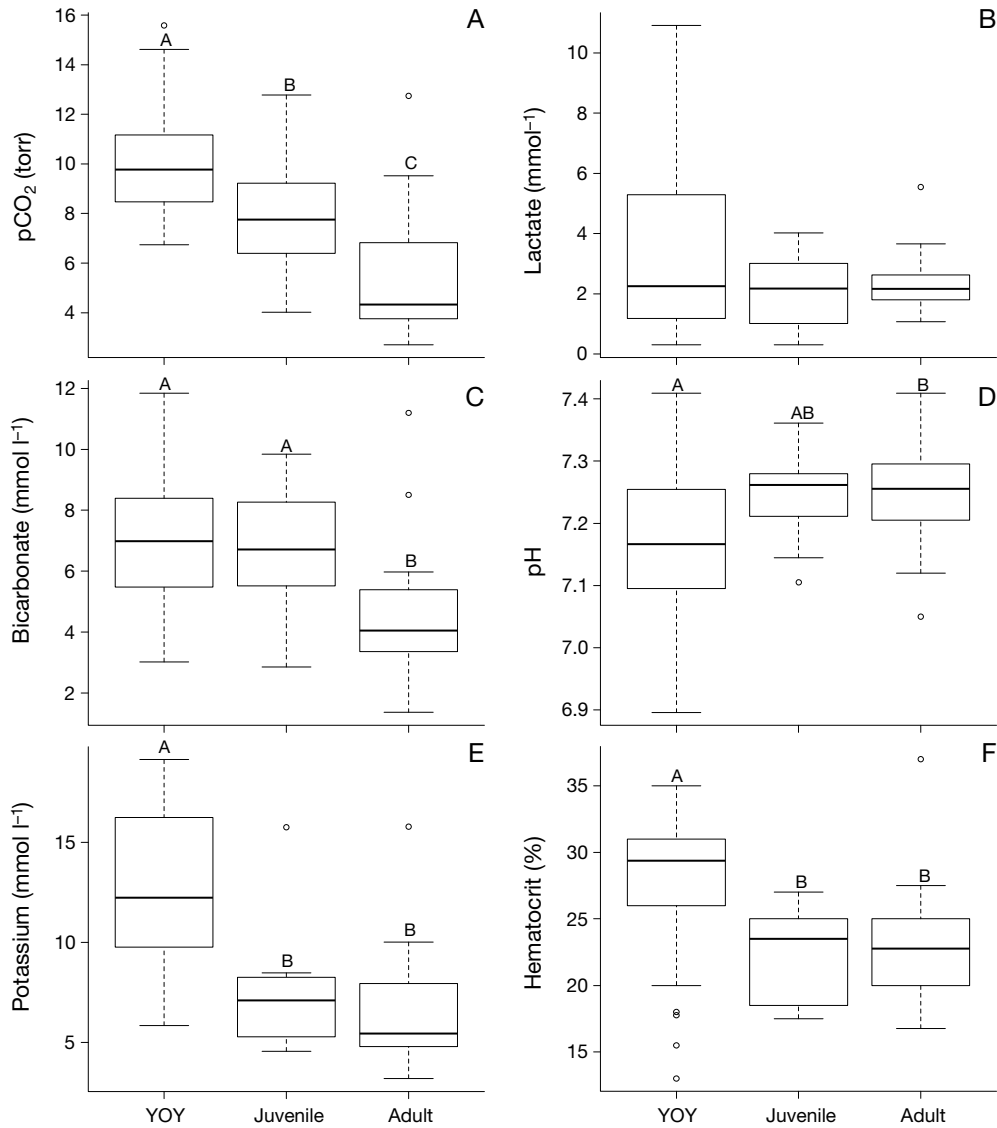 A
pCO₂ (torr)
16
14
12
10
8
6
4
A
B
C
B
Lactate (mmol⁻¹)
10
8
6
4
2
0
C
Bicarbonate (mmol l⁻¹)
12
10
8
6
4
2
A
A
B
D
pH
7.4
7.3
7.2
7.1
7.0
6.9
A
AB
B
E
Potassium (mmol l⁻¹)
15
10
5
A
B
B
YOY Juvenile Adult
F
Hematocrit (%)
35
30
25
20
15
A
B
B
YOY Juvenile Adult